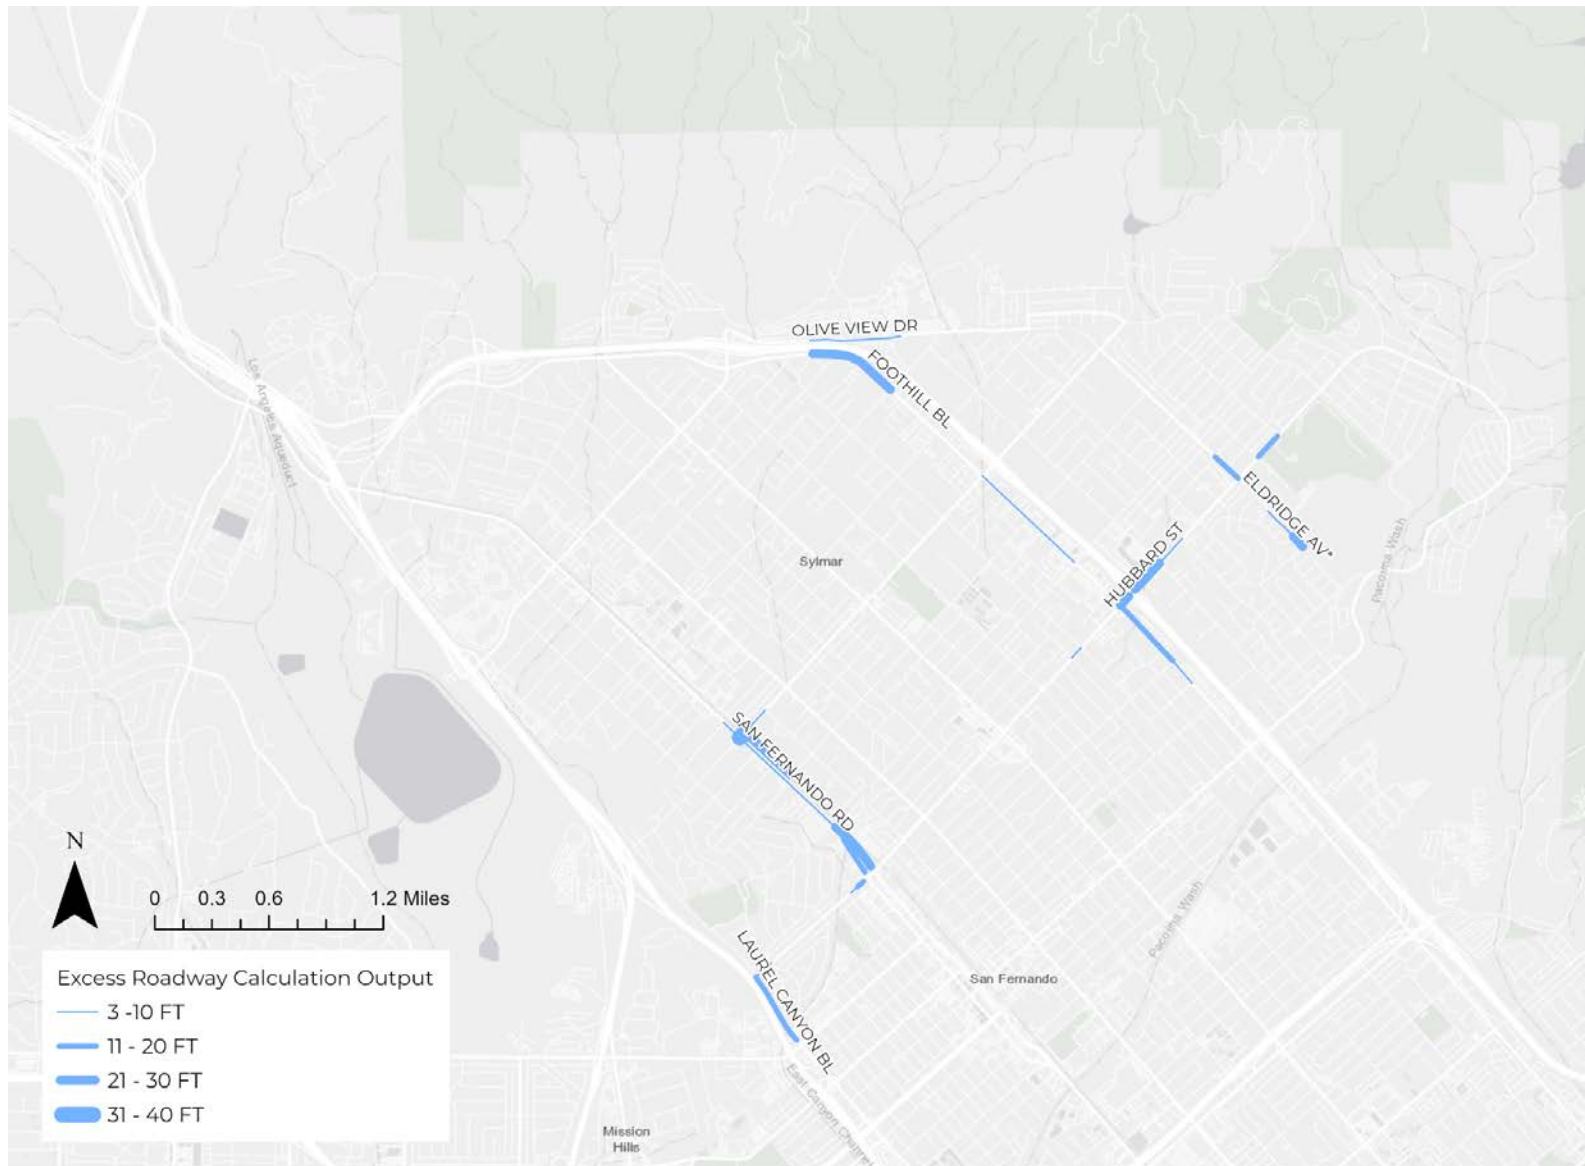 OLIVE VIEW DR
FOOTHILL BL
Los Angeles Aqueduct
ELDRIDGE AV*
Pacoima Wash
HUBBARD ST
Sylmar
SAN FERNANDO RD
N
0 0.3 0.6 1.2 Miles
Pacoima Wash
LAUREL CANYON BL
San Fernando
Excess Roadway Calculation Output
3 -10 FT
11 - 20 FT
21 - 30 FT
31 - 40 FT
East Canyon Channel
Mission
Hills